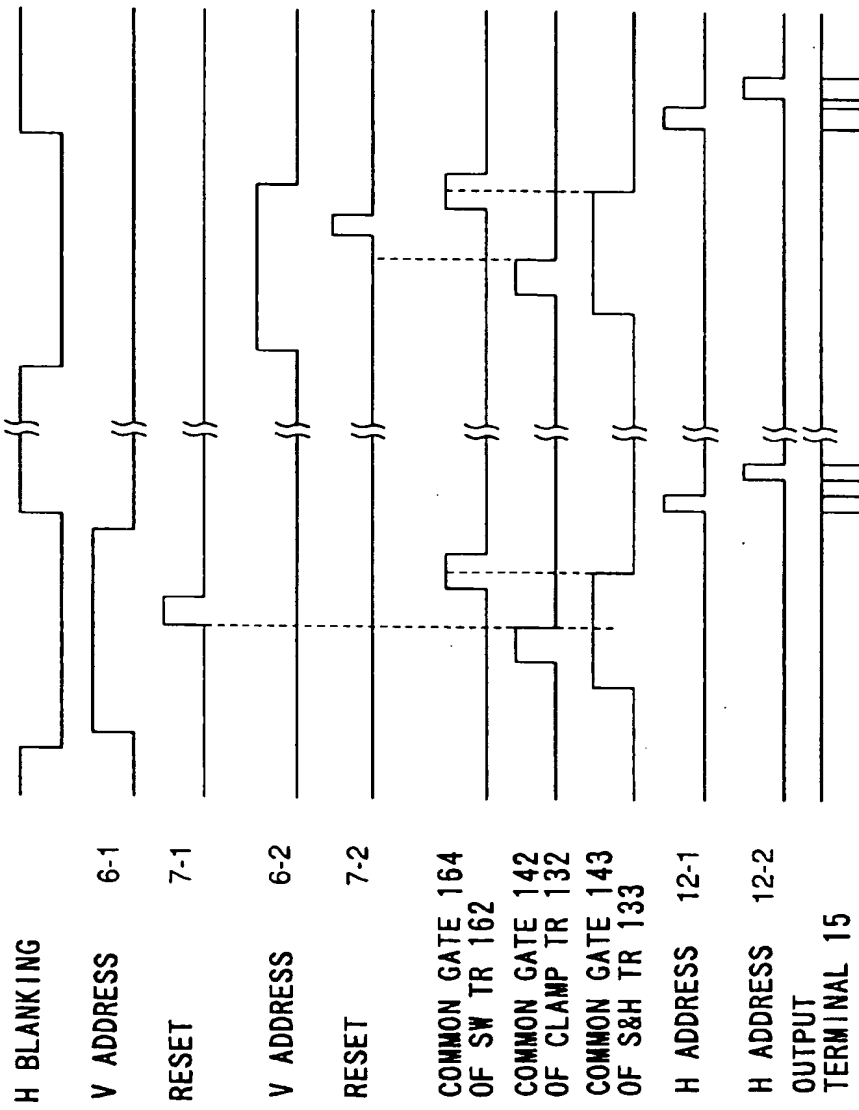 H BLANKING
V ADDRESS 6-1
RESET 7-1
V ADDRESS 6-2
RESET 7-2
COMMON GATE 164
OF SW TR 162
COMMON GATE 142
OF CLAMP TR 132
COMMON GATE 143
OF S&H TR 133
H ADDRESS 12-1
H ADDRESS 12-2
OUTPUT
TERMINAL 15